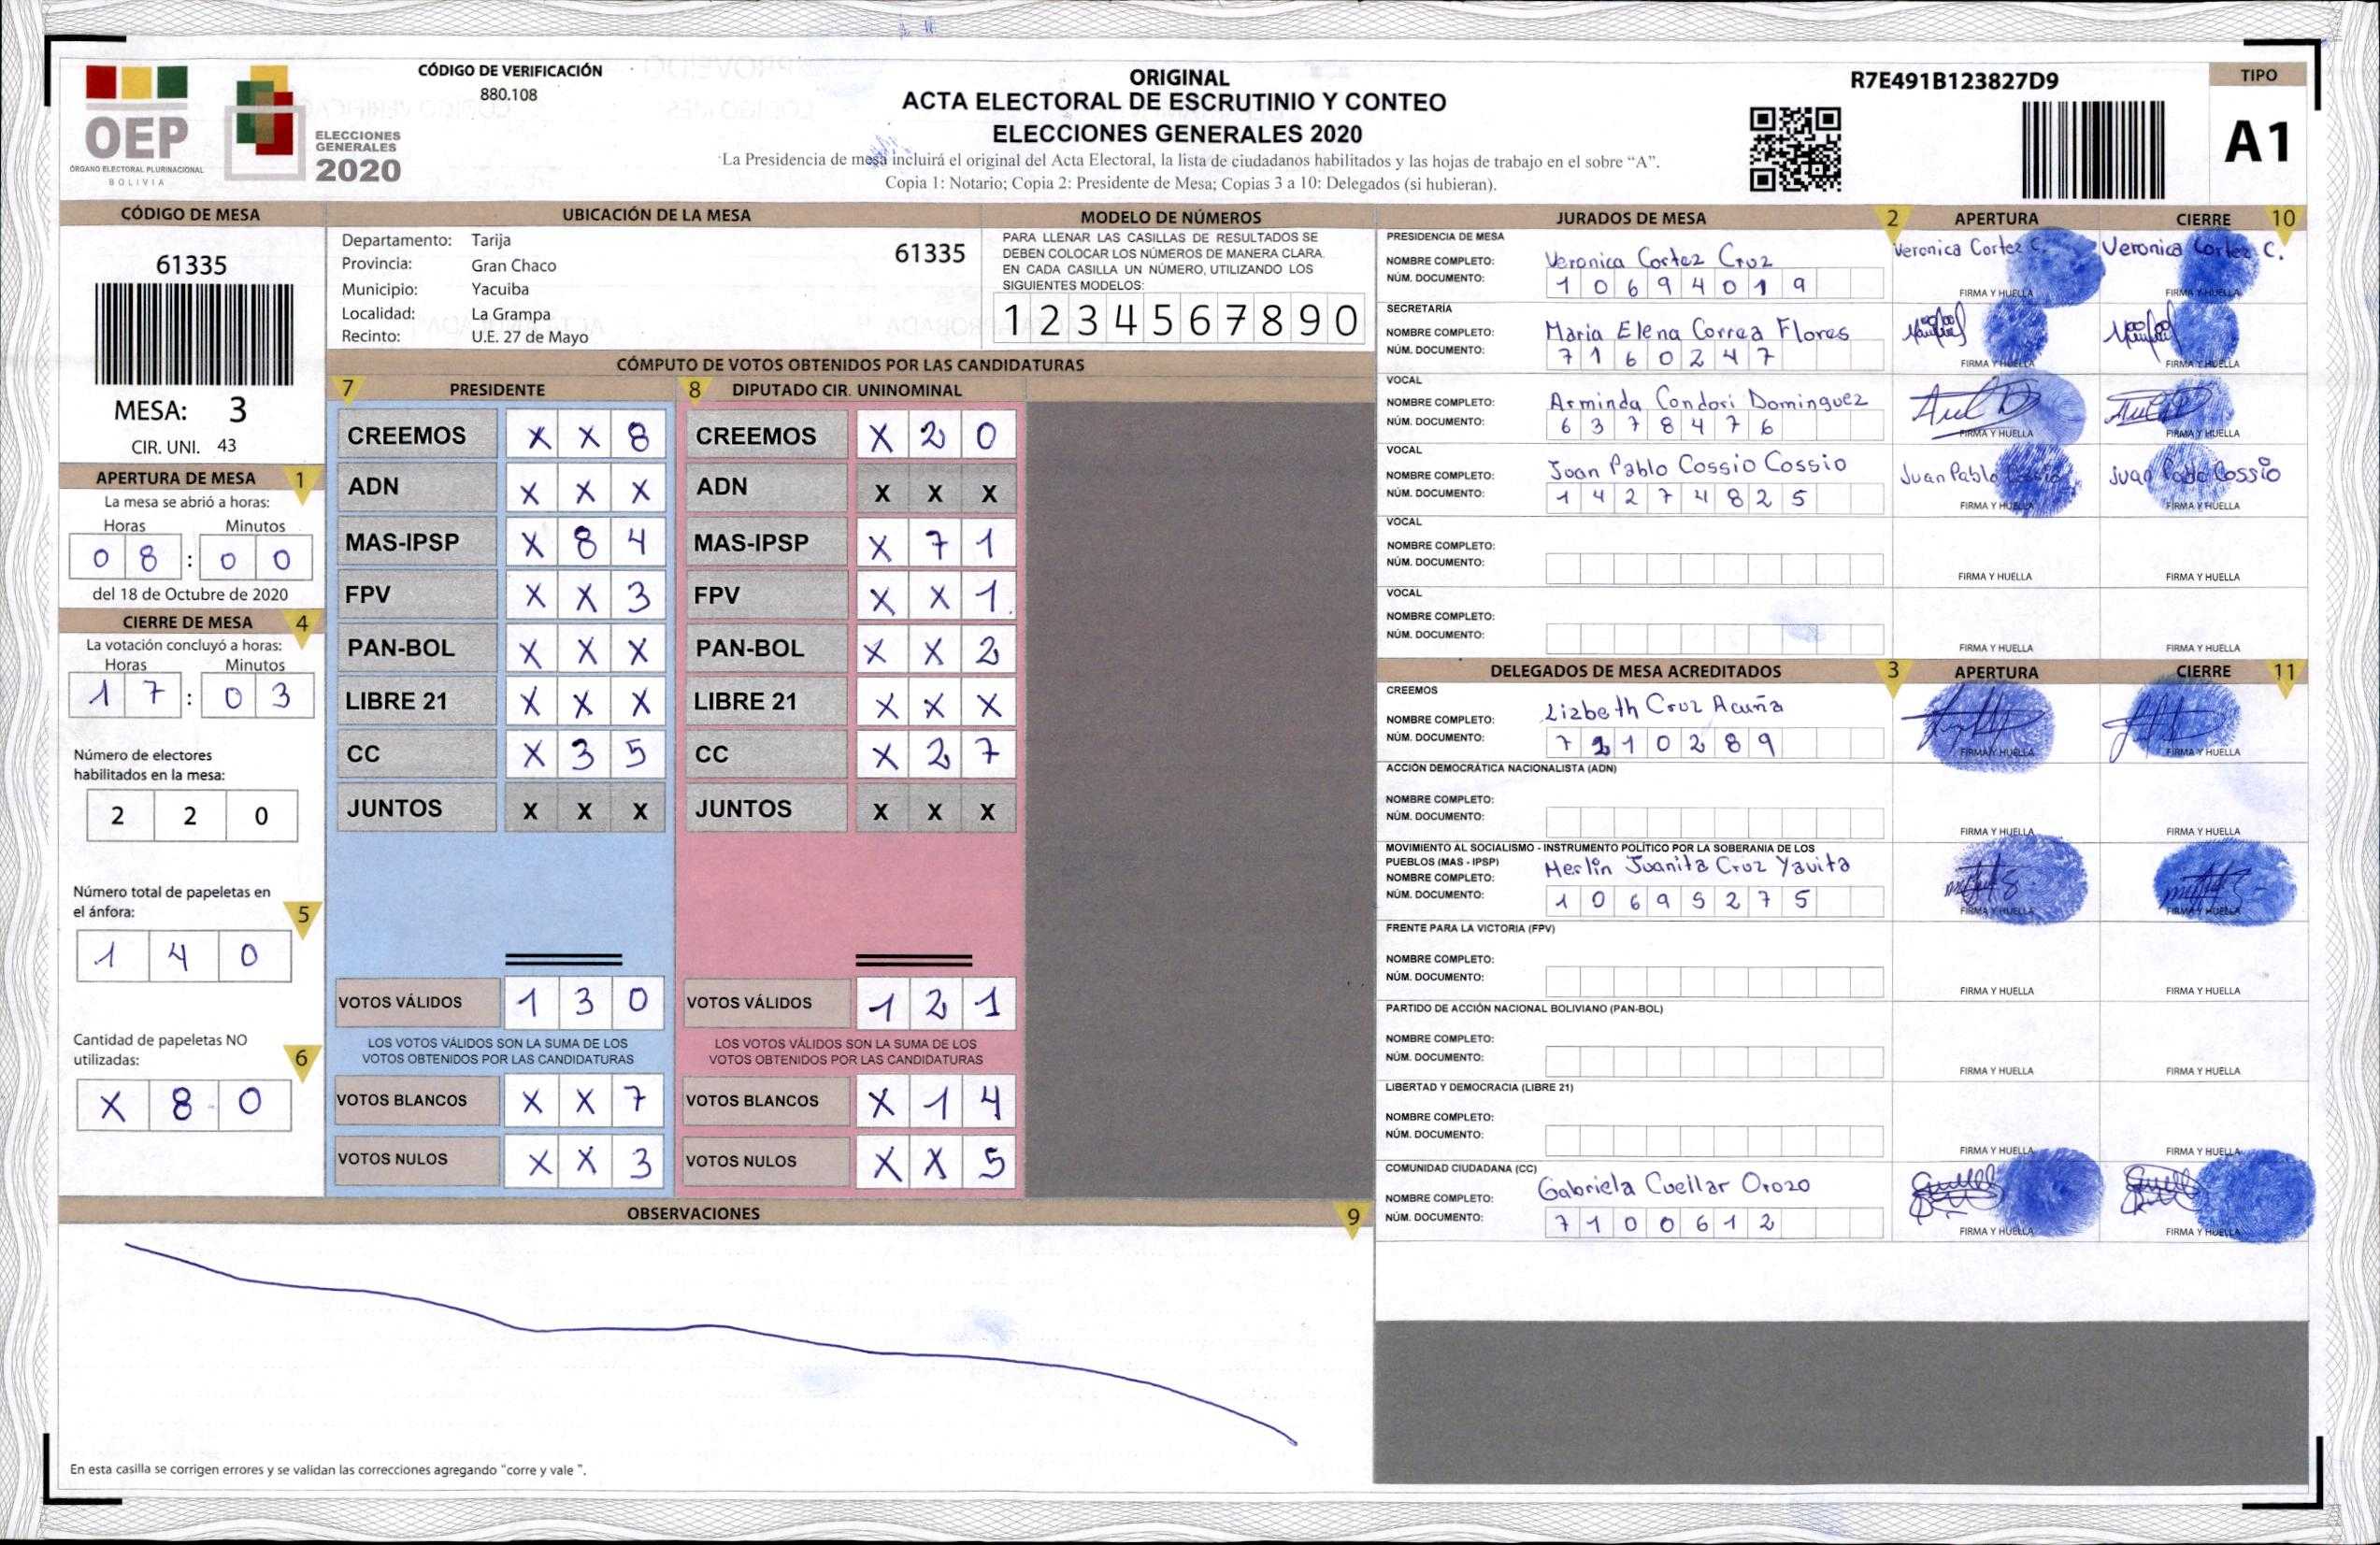 OEP
ÓRGANO ELECTORAL PLURINACIONAL
BOLIVIA
ELECCIONES
GENERALES
2020
CÓDIGO DE VERIFICACIÓN
880.108
ORIGINAL
ACTA ELECTORAL DE ESCRUTINIO Y CONTEO
ELECCIONES GENERALES 2020
La Presidencia de mesa incluirá el original del Acta Electoral, la lista de ciudadanos habilitados y las hojas de trabajo en el sobre “A”.
Copia 1: Notario; Copia 2: Presidente de Mesa; Copias 3 a 10: Delegados (si hubieran).
R7E491B123827D9
TIPO
A1
CÓDIGO DE MESA
61335
MESA: 3
CIR. UNI. 43
APERTURA DE MESA 1
La mesa se abrió a horas:
Horas Minutos
0 8 : 0 0
del 18 de Octubre de 2020
CIERRE DE MESA 4
La votación concluyó a horas:
Horas Minutos
1 7 : 0 3
Número de electores
habilitados en la mesa:
2 2 0
Número total de papeletas en
el ánfora: 5
1 4 0
Cantidad de papeletas NO
utilizadas: 6
X 8 0
UBICACIÓN DE LA MESA
Departamento: Tarija
Provincia: Gran Chaco
Municipio: Yacuiba
Localidad: La Grampa
Recinto: U.E. 27 de Mayo
61335
MODELO DE NÚMEROS
PARA LLENAR LAS CASILLAS DE RESULTADOS SE
DEBEN COLOCAR LOS NÚMEROS DE MANERA CLARA.
EN CADA CASILLA UN NÚMERO, UTILIZANDO LOS
SIGUIENTES MODELOS:
1 2 3 4 5 6 7 8 9 0
CÓMPUTO DE VOTOS OBTENIDOS POR LAS CANDIDATURAS
7 PRESIDENTE 8 DIPUTADO CIR. UNINOMINAL
CREEMOS X X 8 CREEMOS X 2 0
ADN X X X ADN X X X
MAS-IPSP X 8 4 MAS-IPSP X 7 1
FPV X X 3 FPV X X 1
PAN-BOL X X X PAN-BOL X X 2
LIBRE 21 X X X LIBRE 21 X X X
CC X 3 5 CC X 2 7
JUNTOS X X X JUNTOS X X X
VOTOS VÁLIDOS 1 3 0 VOTOS VÁLIDOS 1 2 1
LOS VOTOS VÁLIDOS SON LA SUMA DE LOS LOS VOTOS VÁLIDOS SON LA SUMA DE LOS
VOTOS OBTENIDOS POR LAS CANDIDATURAS VOTOS OBTENIDOS POR LAS CANDIDATURAS
VOTOS BLANCOS X X 7 VOTOS BLANCOS X 1 4
VOTOS NULOS X X 3 VOTOS NULOS X X 5
OBSERVACIONES 9
En esta casilla se corrigen errores y se validan las correcciones agregando "corre y vale ".
JURADOS DE MESA 2 APERTURA CIERRE 10
PRESIDENCIA DE MESA
NOMBRE COMPLETO: Veronica Cortez Cruz Veronica Cortez C. Veronica Cortez C.
NÚM. DOCUMENTO: 1 0 6 9 4 0 1 9
FIRMA Y HUELLA FIRMA Y HUELLA
SECRETARÍA
NOMBRE COMPLETO: Maria Elena Correa Flores
NÚM. DOCUMENTO: 7 1 6 0 2 4 7
FIRMA Y HUELLA FIRMA Y HUELLA
VOCAL
NOMBRE COMPLETO: Arminda Condori Dominguez
NÚM. DOCUMENTO: 6 3 7 8 4 7 6
FIRMA Y HUELLA FIRMA Y HUELLA
VOCAL
NOMBRE COMPLETO: Joan Pablo Cossio Cossio Juan Pablo Cossio Juan Pablo Cossio
NÚM. DOCUMENTO: 1 4 2 7 4 8 2 5
FIRMA Y HUELLA FIRMA Y HUELLA
VOCAL
NOMBRE COMPLETO:
NÚM. DOCUMENTO:
FIRMA Y HUELLA FIRMA Y HUELLA
VOCAL
NOMBRE COMPLETO:
NÚM. DOCUMENTO:
FIRMA Y HUELLA FIRMA Y HUELLA
DELEGADOS DE MESA ACREDITADOS 3 APERTURA CIERRE 11
CREEMOS
NOMBRE COMPLETO: Lizbeth Cruz Acuña
NÚM. DOCUMENTO: 7 2 1 0 2 8 9
FIRMA Y HUELLA FIRMA Y HUELLA
ACCIÓN DEMOCRÁTICA NACIONALISTA (ADN)
NOMBRE COMPLETO:
NÚM. DOCUMENTO:
FIRMA Y HUELLA FIRMA Y HUELLA
MOVIMIENTO AL SOCIALISMO - INSTRUMENTO POLÍTICO POR LA SOBERANIA DE LOS
PUEBLOS (MAS - IPSP)
NOMBRE COMPLETO: Merlin Juanita Cruz Yavita
NÚM. DOCUMENTO: 1 0 6 9 5 2 7 5
FIRMA Y HUELLA FIRMA Y HUELLA
FRENTE PARA LA VICTORIA (FPV)
NOMBRE COMPLETO:
NÚM. DOCUMENTO:
FIRMA Y HUELLA FIRMA Y HUELLA
PARTIDO DE ACCIÓN NACIONAL BOLIVIANO (PAN-BOL)
NOMBRE COMPLETO:
NÚM. DOCUMENTO:
FIRMA Y HUELLA FIRMA Y HUELLA
LIBERTAD Y DEMOCRACIA (LIBRE 21)
NOMBRE COMPLETO:
NÚM. DOCUMENTO:
FIRMA Y HUELLA FIRMA Y HUELLA
COMUNIDAD CIUDADANA (CC)
NOMBRE COMPLETO: Gabriela Cuellar Orozo
NÚM. DOCUMENTO: 7 1 0 0 6 1 2
FIRMA Y HUELLA FIRMA Y HUELLA